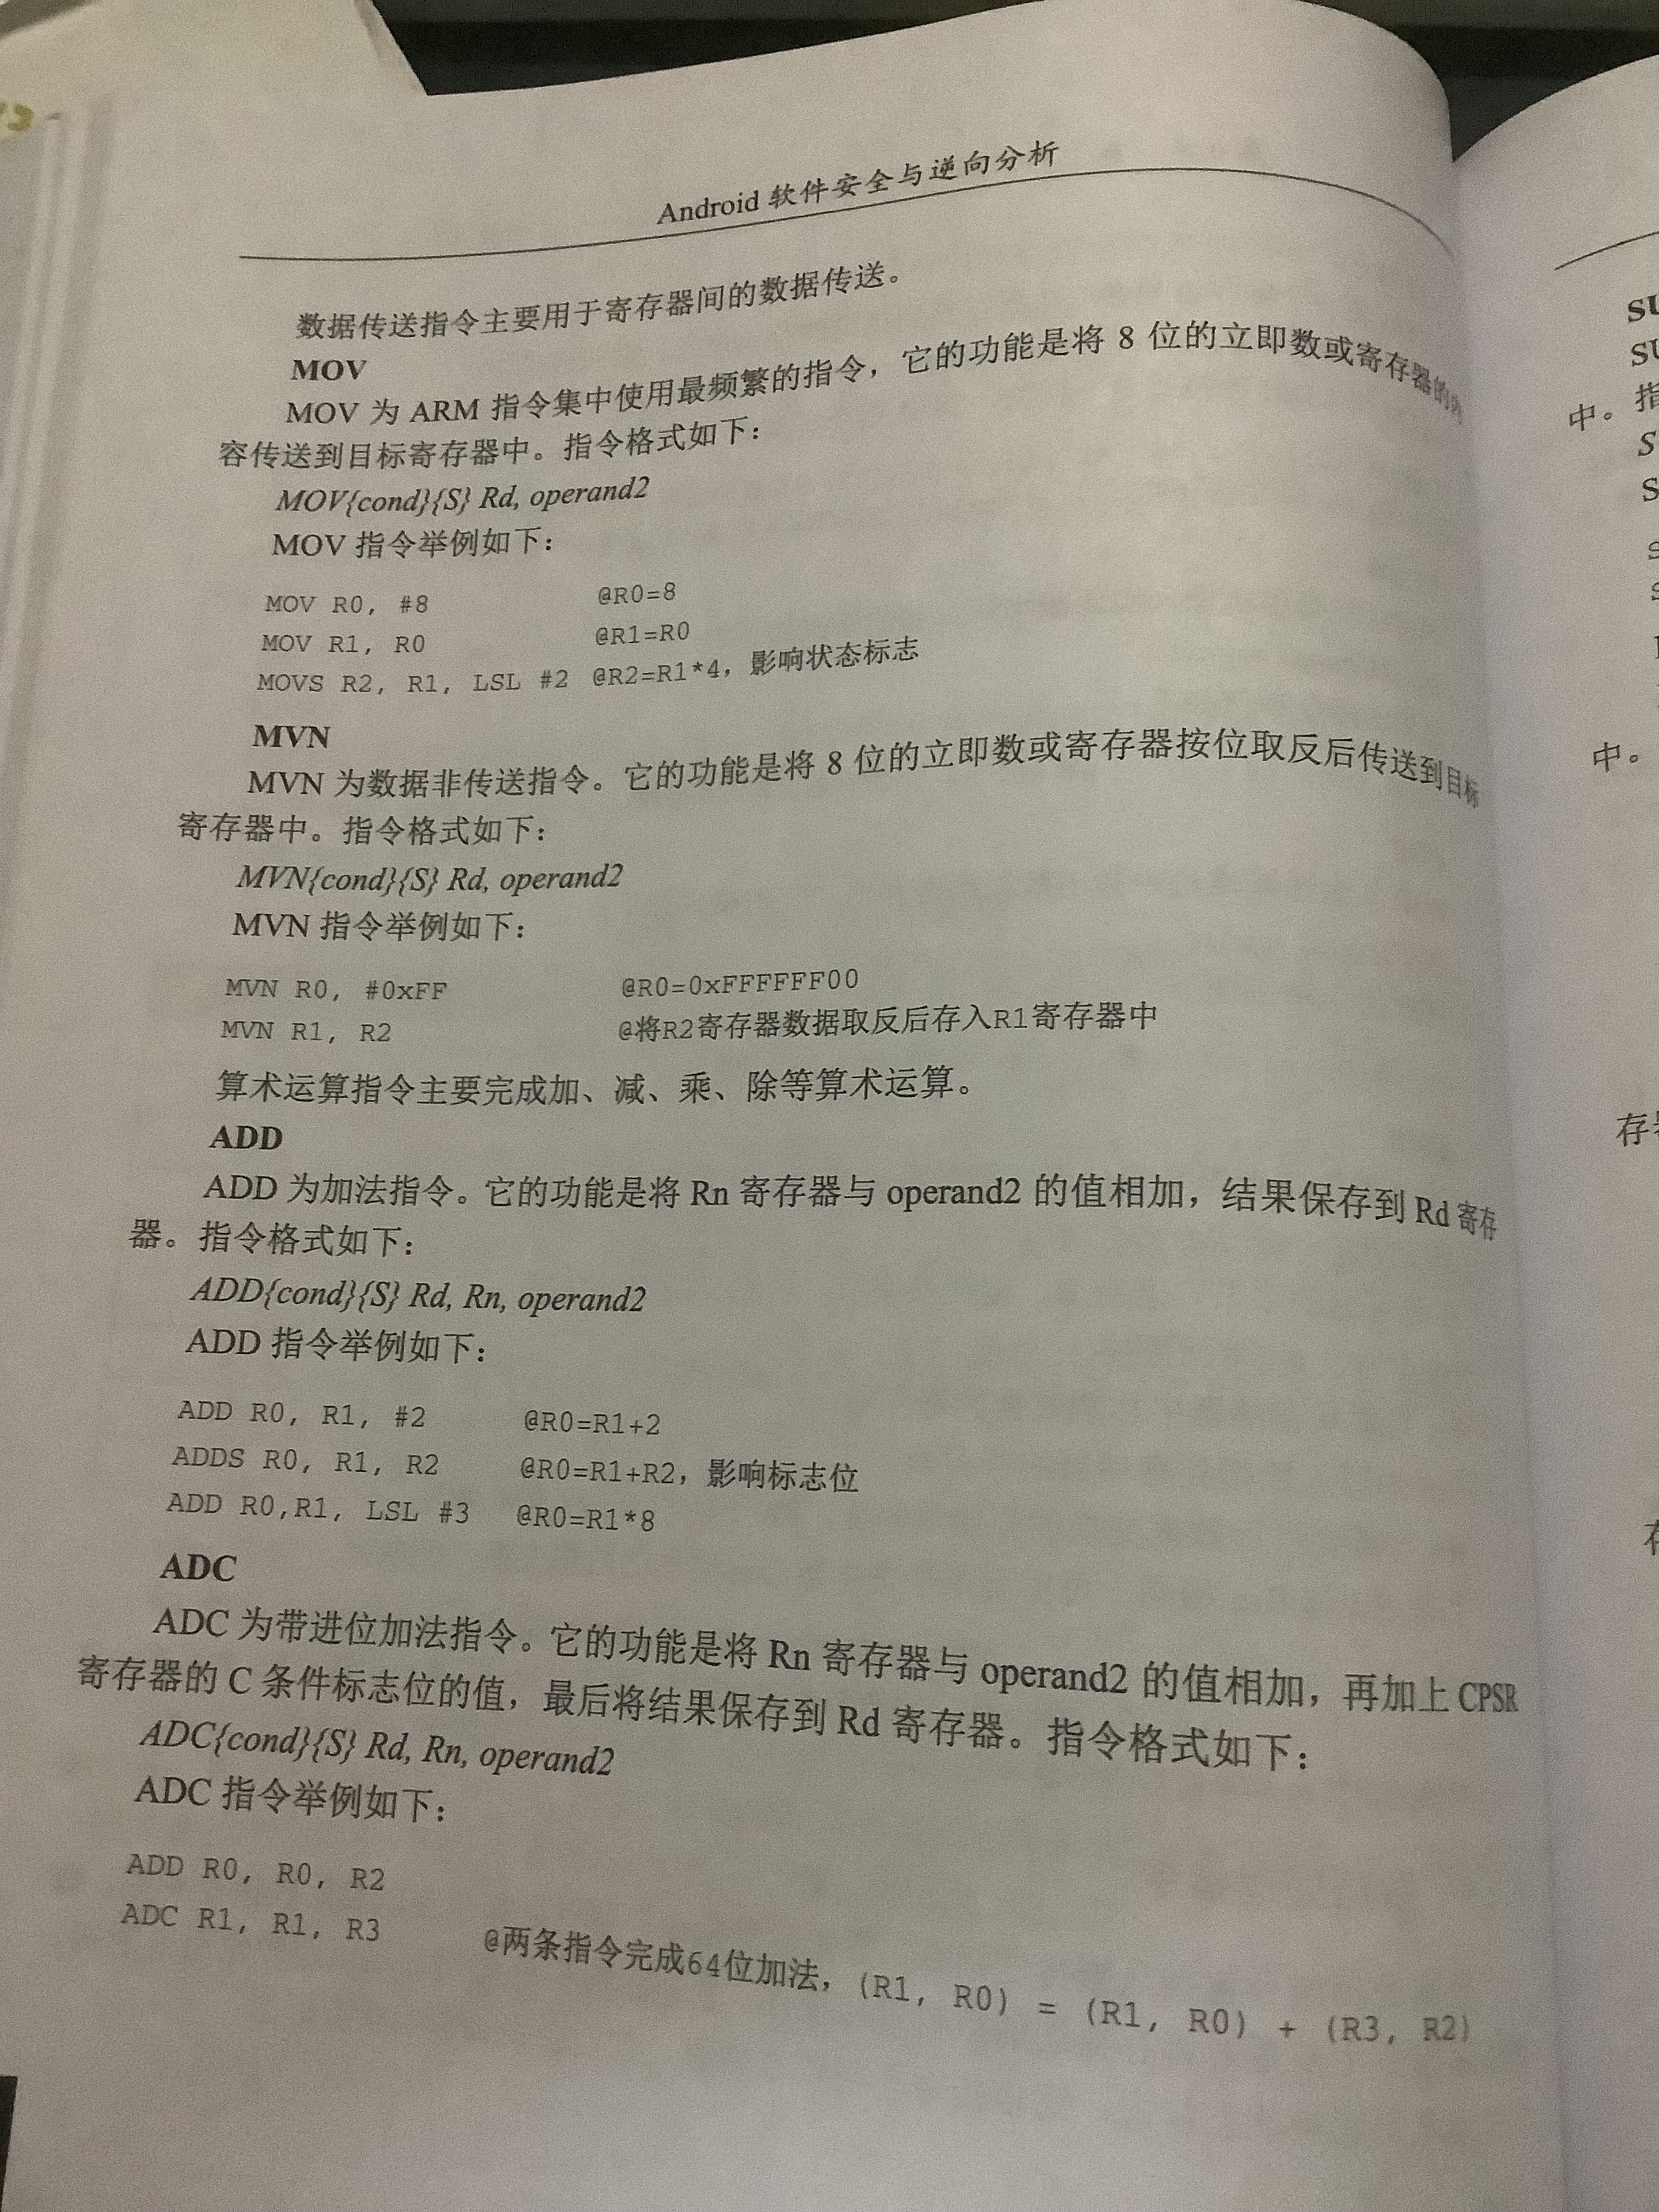 Android 软件安全与逆向分析
数据传送指令主要用于寄存器间的数据传送。
MOV
MOV 为 ARM 指令集中使用最频繁的指令，它的功能是将 8 位的立即数或寄存器的内
容传送到目标寄存器中。指令格式如下：
MOV{cond}{S} Rd, operand2
MOV 指令举例如下：
MOV R0, #8 @R0=8
MOV R1, R0 @R1=R0
MOVS R2, R1, LSL #2 @R2=R1*4，影响状态标志
MVN
MVN 为数据非传送指令。它的功能是将 8 位的立即数或寄存器按位取反后传送到目标
寄存器中。指令格式如下：
MVN{cond}{S} Rd, operand2
MVN 指令举例如下：
MVN R0, #0xFF @R0=0xFFFFFF00
MVN R1, R2 @将R2寄存器数据取反后存入R1寄存器中
算术运算指令主要完成加、减、乘、除等算术运算。
ADD
ADD 为加法指令。它的功能是将 Rn 寄存器与 operand2 的值相加，结果保存到 Rd 寄存
器。指令格式如下：
ADD{cond}{S} Rd, Rn, operand2
ADD 指令举例如下：
ADD R0, R1, #2 @R0=R1+2
ADDS R0, R1, R2 @R0=R1+R2，影响标志位
ADD R0,R1, LSL #3 @R0=R1*8
ADC
ADC 为带进位加法指令。它的功能是将 Rn 寄存器与 operand2 的值相加，再加上 CPSR
寄存器的 C 条件标志位的值，最后将结果保存到 Rd 寄存器。指令格式如下：
ADC{cond}{S} Rd, Rn, operand2
ADC 指令举例如下：
ADD R0, R0, R2
ADC R1, R1, R3 @两条指令完成64位加法，(R1, R0) = (R1, R0) + (R3, R2)
中。
中。